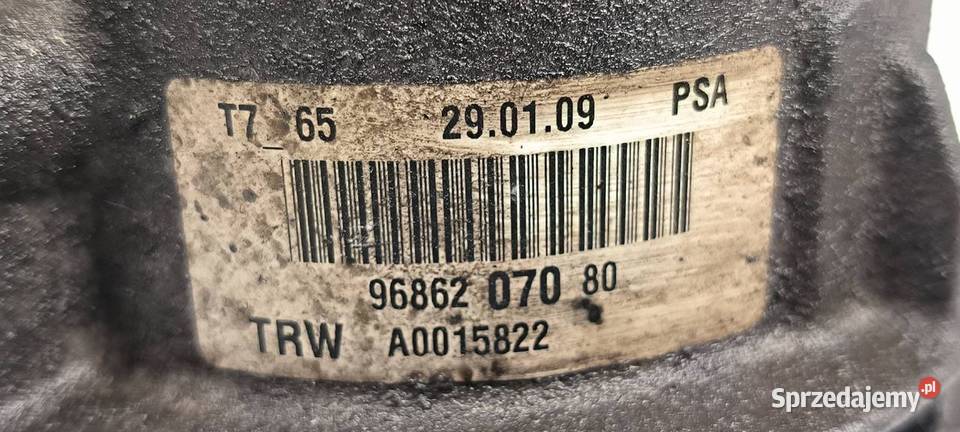 T7_65 29.01.09 PSA
96862 070 80
TRW A0015822
Sprzedajemy.pl